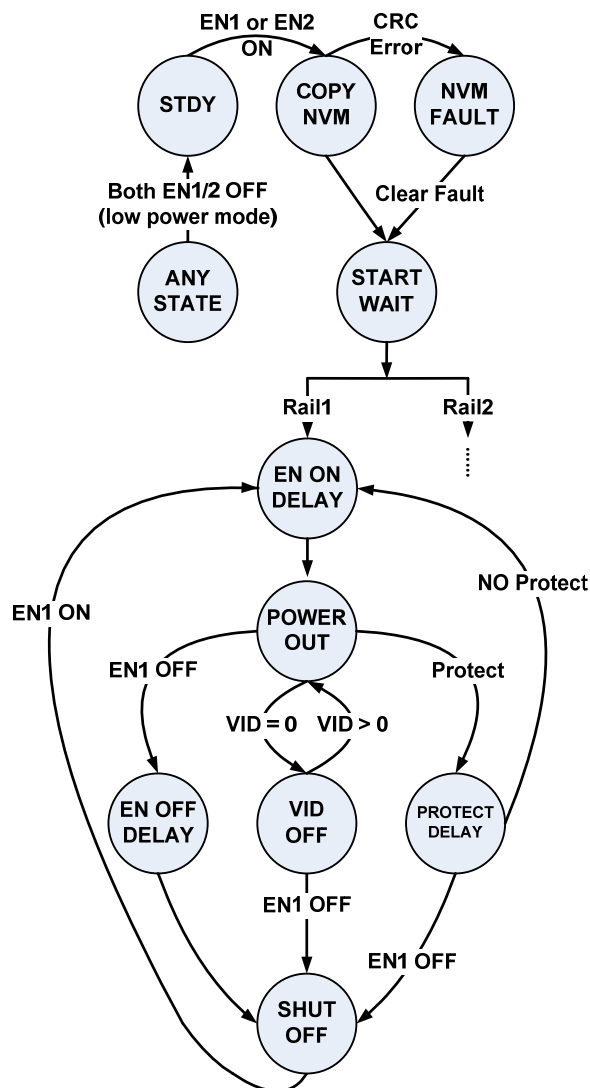 EN1 or EN2
ON
CRC
Error
STDY
COPY
NVM
NVM
FAULT
Both EN1/2 OFF
(low power mode)
Clear Fault
ANY
STATE
START
WAIT
Rail1
Rail2
EN ON
DELAY
NO Protect
EN1 ON
POWER
OUT
EN1 OFF
Protect
VID = 0
VID > 0
EN OFF
DELAY
VID
OFF
PROTECT
DELAY
EN1 OFF
EN1 OFF
SHUT
OFF